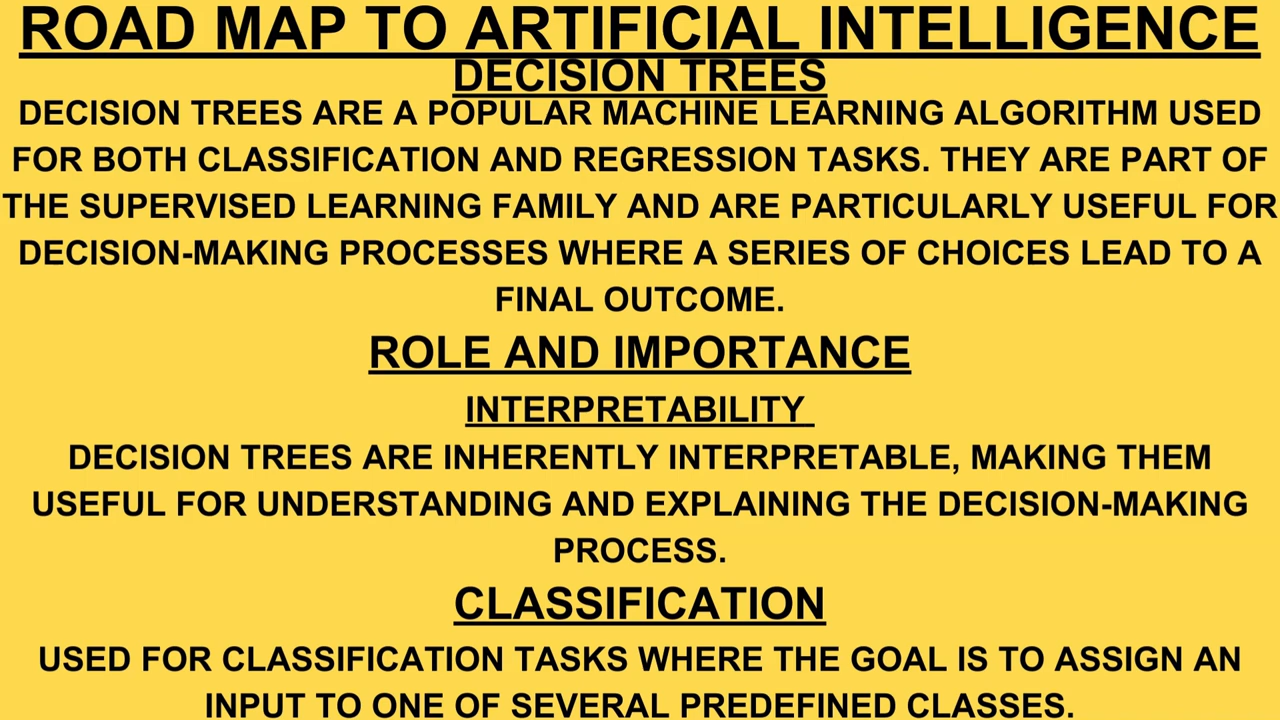 ROAD MAP TO ARTIFICIAL INTELLIGENCE
DECISION TREES
DECISION TREES ARE A POPULAR MACHINE LEARNING ALGORITHM USED
FOR BOTH CLASSIFICATION AND REGRESSION TASKS. THEY ARE PART OF
THE SUPERVISED LEARNING FAMILY AND ARE PARTICULARLY USEFUL FOR
DECISION-MAKING PROCESSES WHERE A SERIES OF CHOICES LEAD TO A
FINAL OUTCOME.
ROLE AND IMPORTANCE
INTERPRETABILITY
DECISION TREES ARE INHERENTLY INTERPRETABLE, MAKING THEM
USEFUL FOR UNDERSTANDING AND EXPLAINING THE DECISION-MAKING
PROCESS.
CLASSIFICATION
USED FOR CLASSIFICATION TASKS WHERE THE GOAL IS TO ASSIGN AN
INPUT TO ONE OF SEVERAL PREDEFINED CLASSES.